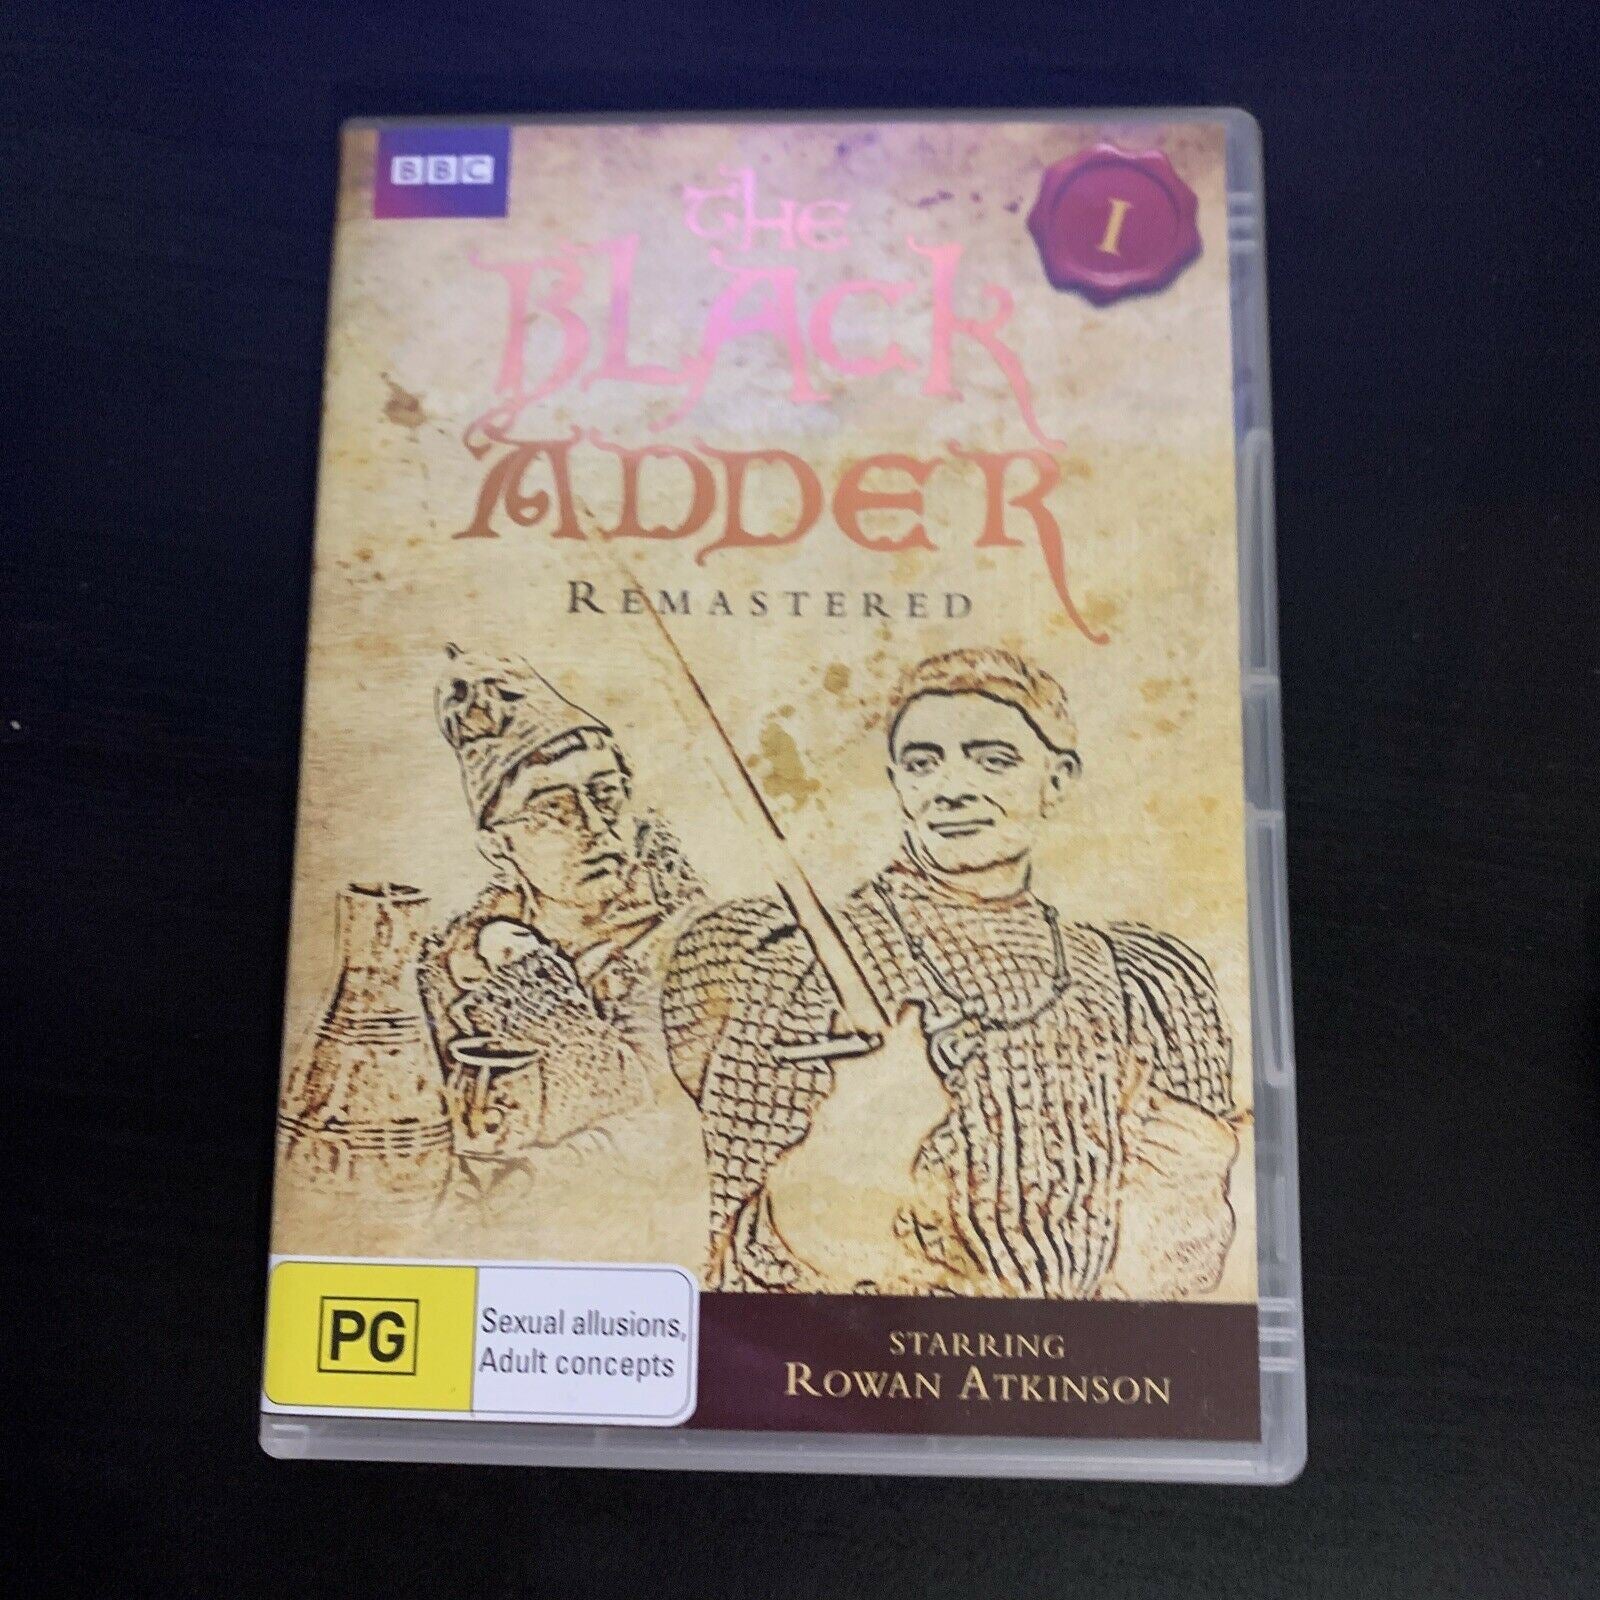 BBC
I
THE
BLACK
ADDER
REMASTERED
PG
Sexual allusions,
Adult concepts
STARRING
ROWAN ATKINSON